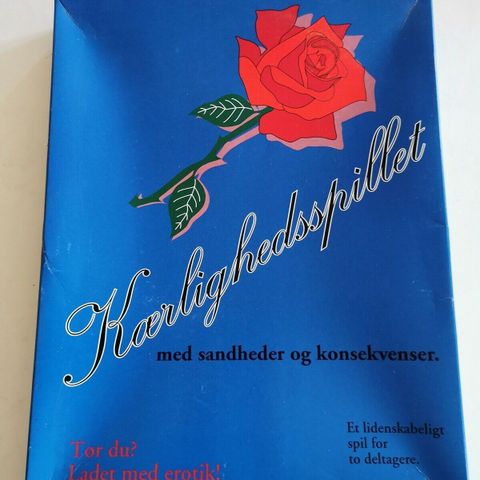 Kærlighedsspillet
med sandheder og konsekvenser.
Et lidenskabeligt
spil for
to deltagere.
Tør du?
Ladet med erotik!